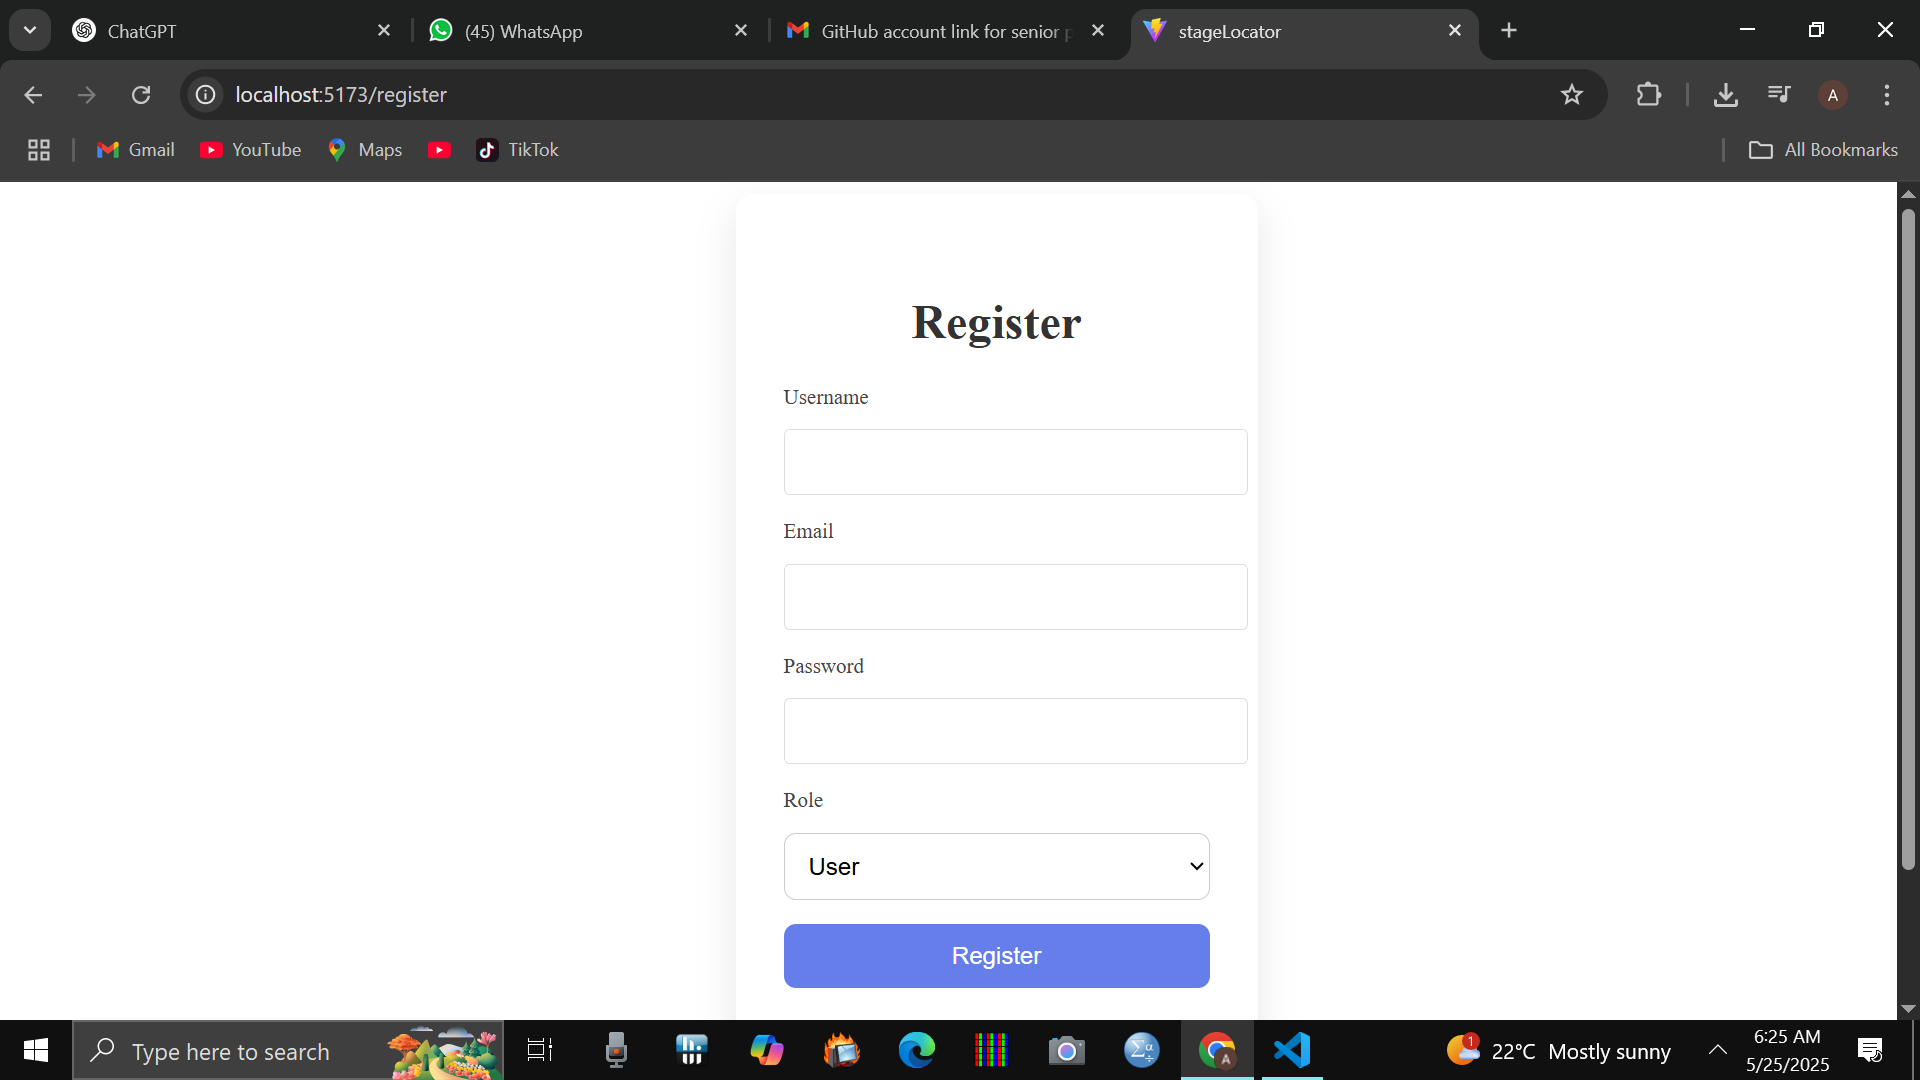 ChatGPT
(45) WhatsApp
GitHub account link for senior
stageLocator
localhost:5173/register
A
Gmail
YouTube
Maps
TikTok
All Bookmarks
Register
Username
Email
Password
Role
User
Register
Type here to search
hi.
Σα
÷
A
1
22°C Mostly sunny
6:25 AM
5/25/2025